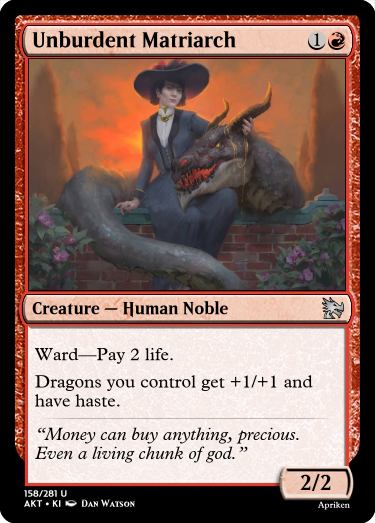 Unburdent Matriarch 1
Creature — Human Noble
Ward—Pay 2 life.
Dragons you control get +1/+1 and
have haste.
“Money can buy anything, precious.
Even a living chunk of god.”
2/2
158/281 U
AKT • KI Dan Watson
Apriken